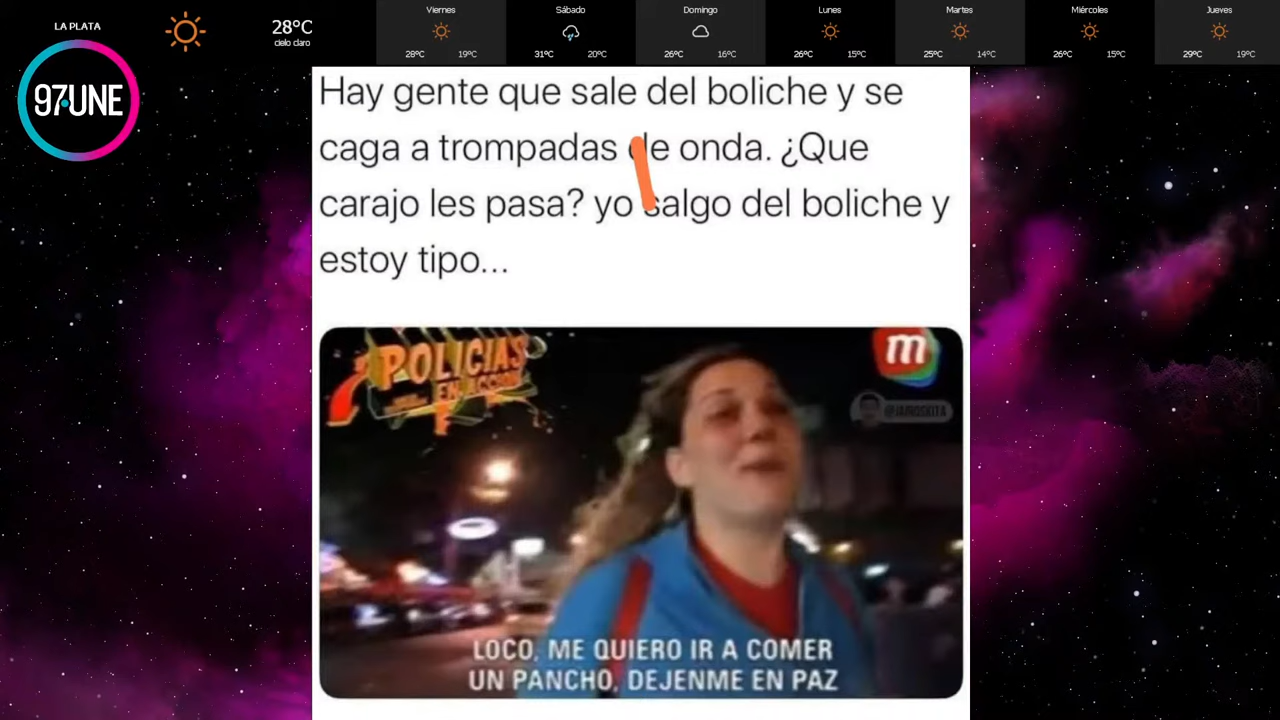 LA PLATA
28°C
cielo claro
Viernes
28°C 19°C
Sábado
31°C 20°C
Domingo
26°C 16°C
Lunes
26°C 15°C
Martes
25°C 14°C
Miércoles
26°C 15°C
Jueves
29°C 19°C
97UNE
Hay gente que sale del boliche y se
caga a trompadas de onda. ¿Que
carajo les pasa? yo salgo del boliche y
estoy tipo...
POLICIAS
EN ACCION
m
LOCO, ME QUIERO IR A COMER
UN PANCHO, DEJENME EN PAZ